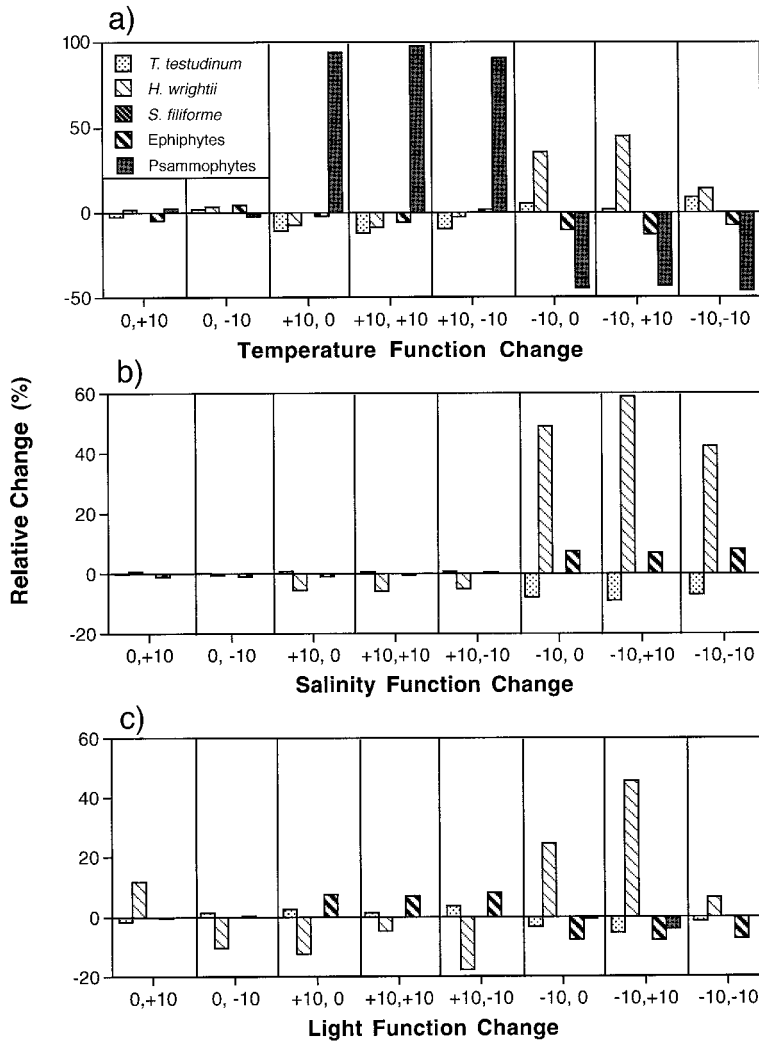 a)
100
50
0
-50
T. testudinum
H. wrightii
S. filiforme
Ephiphytes
Psammophytes
0,+10 0, -10 +10, 0 +10, +10 +10, -10 -10, 0 -10, +10 -10,-10
Temperature Function Change
Relative Change (%)
b)
60
40
20
0
-20
0,+10 0, -10 +10, 0 +10,+10 +10,-10 -10, 0 -10,+10 -10,-10
Salinity Function Change
c)
60
40
20
0
-20
0,+10 0, -10 +10, 0 +10,+10 +10,-10 -10, 0 -10,+10 -10,-10
Light Function Change